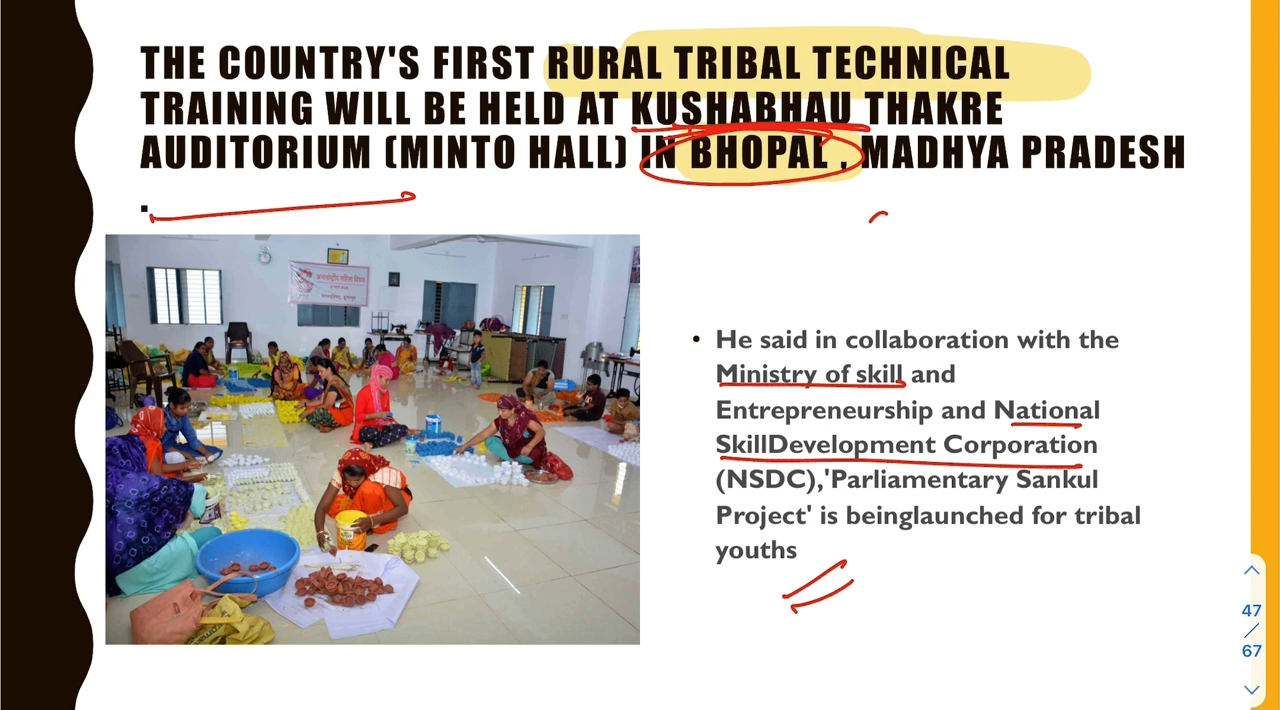 THE COUNTRY'S FIRST RURAL TRIBAL TECHNICAL
TRAINING WILL BE HELD AT KUSHABHAU THAKRE
AUDITORIUM (MINTO HALL) IN BHOPAL , MADHYA PRADESH
.
• He said in collaboration with the
Ministry of skill and
Entrepreneurship and National
SkillDevelopment Corporation
(NSDC),'Parliamentary Sankul
Project' is beinglaunched for tribal
youths
47
/
67